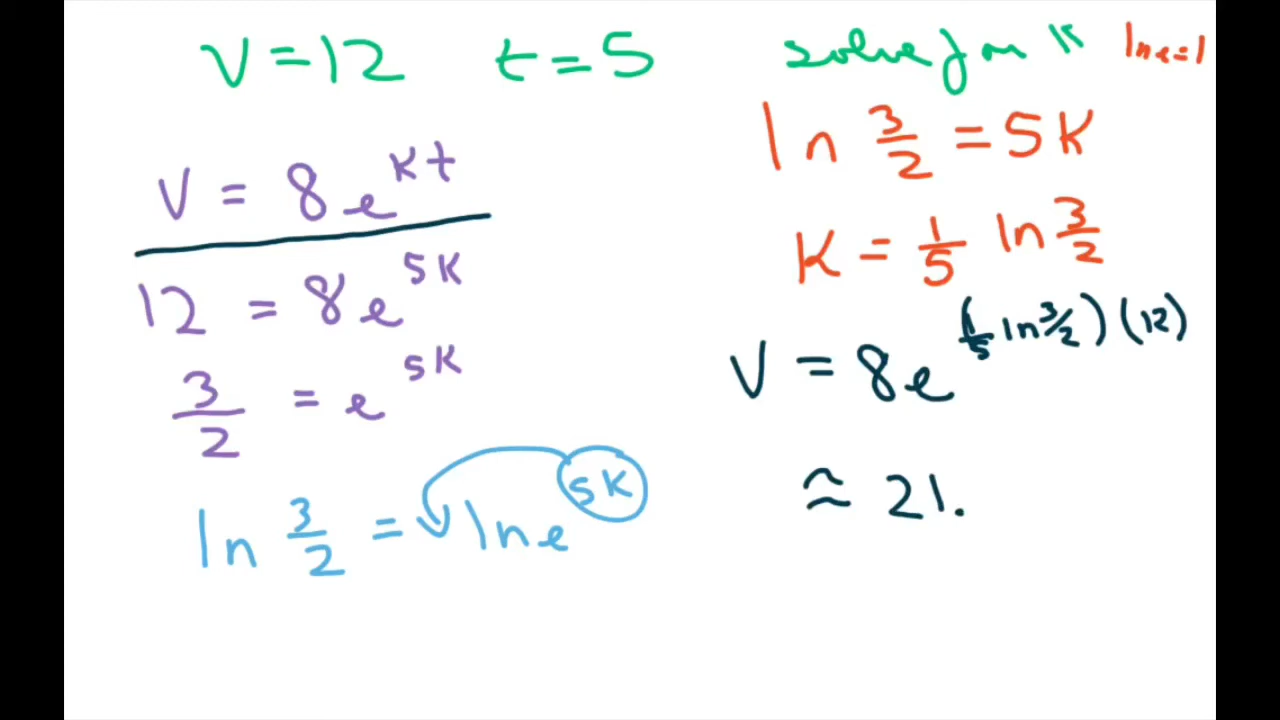 V = 12 t = 5 solve for K ln e = 1
V = 8e^{Kt}
12 = 8e^{5K}
3/2 = e^{5K}
ln 3/2 = ln e^{5K}
ln 3/2 = 5K
K = 1/5 ln 3/2
V = 8e^{(1/5 ln 3/2)(12)}
≈ 21.